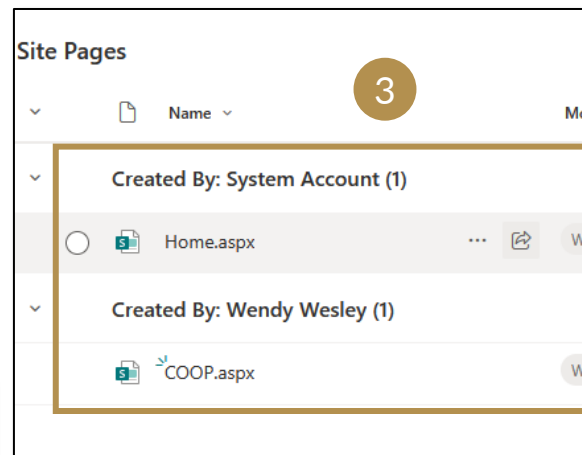 Site Pages
3
Name
Created By: System Account (1)
Home.aspx
Created By: Wendy Wesley (1)
COOP.aspx